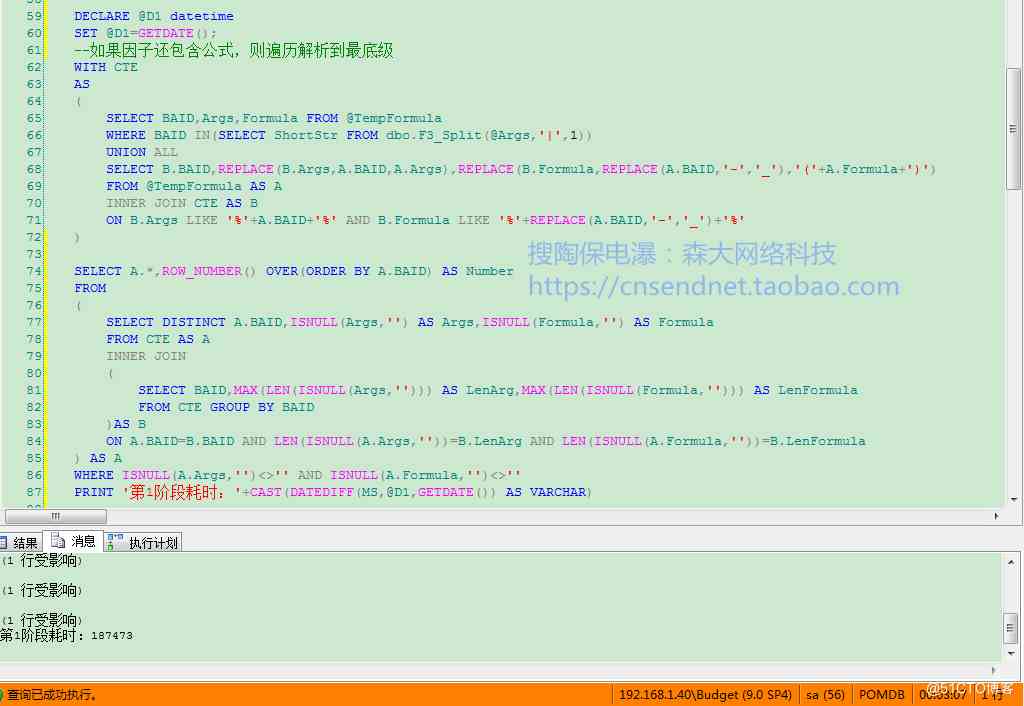 59 DECLARE @D1 datetime
60 SET @D1=GETDATE();
61 --如果因子还包含公式，则遍历解析到最底级
62 WITH CTE
63 AS
64 (
65 SELECT BAID,Args,Formula FROM @TempFormula
66 WHERE BAID IN(SELECT ShortStr FROM dbo.F3_Split(@Args,'|',1))
67 UNION ALL
68 SELECT B.BAID,REPLACE(B.Args,A.BAID,A.Args),REPLACE(B.Formula,REPLACE(A.BAID,'-','_'),'('+A.Formula+')')
69 FROM @TempFormula AS A
70 INNER JOIN CTE AS B
71 ON B.Args LIKE '%'+A.BAID+'%' AND B.Formula LIKE '%'+REPLACE(A.BAID,'-','_')+'%'
72 )
73
搜陶保电瀑：森大网络科技
74 SELECT A.*,ROW_NUMBER() OVER(ORDER BY A.BAID) AS Number
75 FROM
https://cnsendnet.taobao.com
76 (
77 SELECT DISTINCT A.BAID,ISNULL(Args,'') AS Args,ISNULL(Formula,'') AS Formula
78 FROM CTE AS A
79 INNER JOIN
80 (
81 SELECT BAID,MAX(LEN(ISNULL(Args,''))) AS LenArg,MAX(LEN(ISNULL(Formula,''))) AS LenFormula
82 FROM CTE GROUP BY BAID
83 )AS B
84 ON A.BAID=B.BAID AND LEN(ISNULL(A.Args,''))=B.LenArg AND LEN(ISNULL(A.Formula,''))=B.LenFormula
85 ) AS A
86 WHERE ISNULL(A.Args,'')<>'' AND ISNULL(A.Formula,'')<>''
87 PRINT '第1阶段耗时：'+CAST(DATEDIFF(MS,@D1,GETDATE()) AS VARCHAR)
结果 消息 执行计划
(1 行受影响)
(1 行受影响)
(1 行受影响)
第1阶段耗时：187473
查询已成功执行。 192.168.1.40\Budget (9.0 SP4) sa (56) POMDB 00:03:07 1 行
@51CTO博客